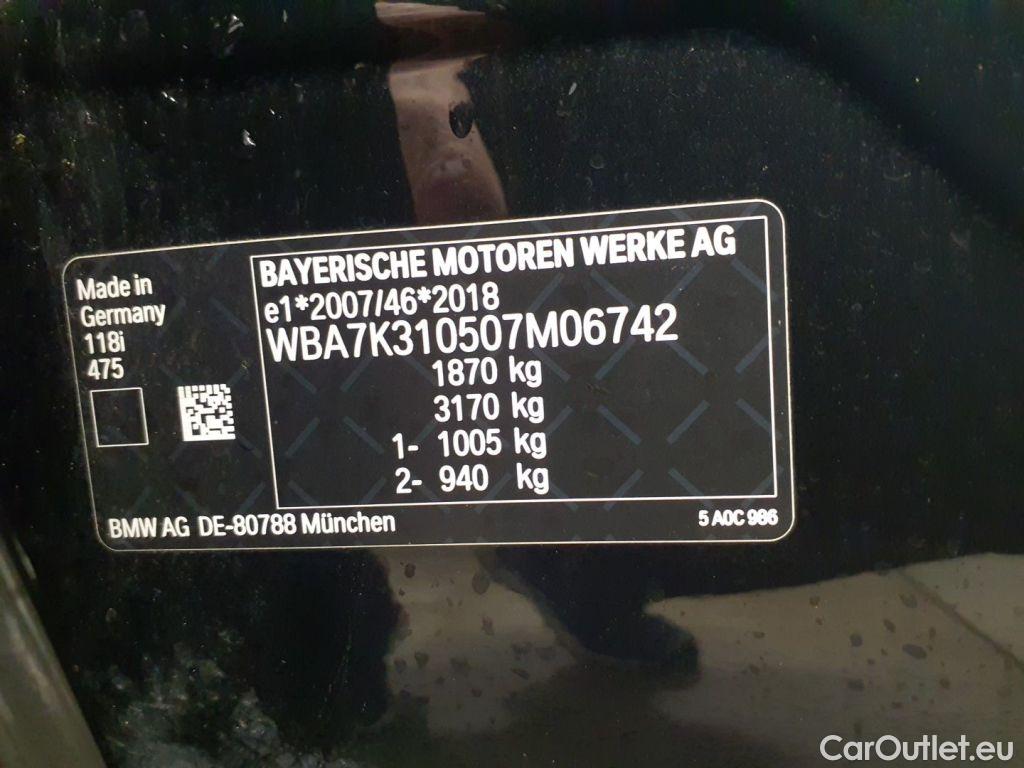 Made in
Germany
118i
475
BAYERISCHE MOTOREN WERKE AG
e1*2007/46*2018
WBA7K310507M06742
1870 kg
3170 kg
1- 1005 kg
2- 940 kg
BMW AG DE-80788 München
5 A0C 986
CarOutlet.eu